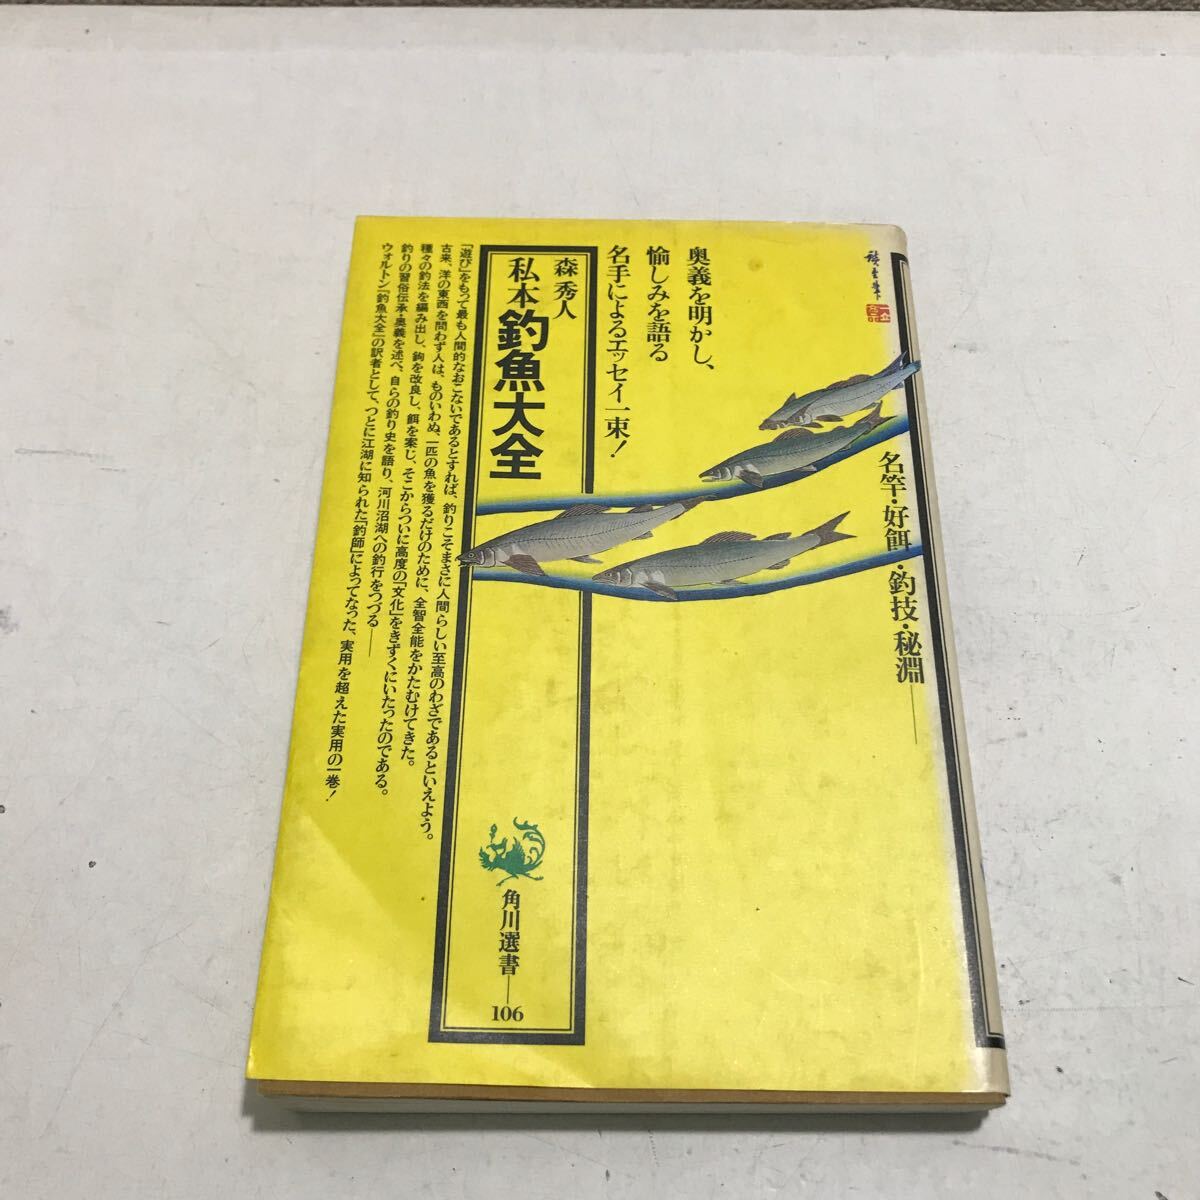 名竿・好餌・釣技・秘淵——
奥義を明かし、
愉しみを語る
名手によるエッセイ一束！
森 秀人
私本 釣魚大全
角川選書——106
「遊び」をもって最も人間的なおこないであるとすれば、釣りこそまさに人間らしい至高のわざであるといえよう。
古来、洋の東西を問わず人は、ものいわぬ、一匹の魚を獲るだけのために、全智全能をかたむけてきた。
種々の釣法を編み出し、鉤を改良し、餌を案じ、そこからついに高度の「文化」をきずくにいたったのである。
釣りの習俗伝承・奥義を述べ、自らの釣り史を語り、河川沼湖への釣行をつづる——
ウォルトン『釣魚大全』の訳者として、つとに江湖に知られた『釣師』によってなった、実用を超えた実用の一巻！